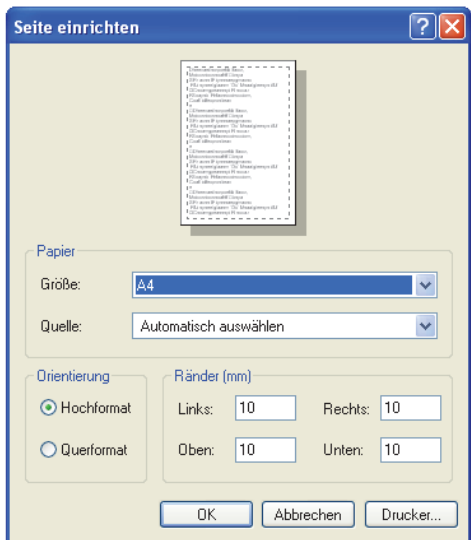 Seite einrichten
Papier
Größe: A4
Quelle: Automatisch auswählen
Orientierung
Hochformat
Querformat
Ränder (mm)
Links: 10 Rechts: 10
Oben: 10 Unten: 10
OK Abbrechen Drucker...